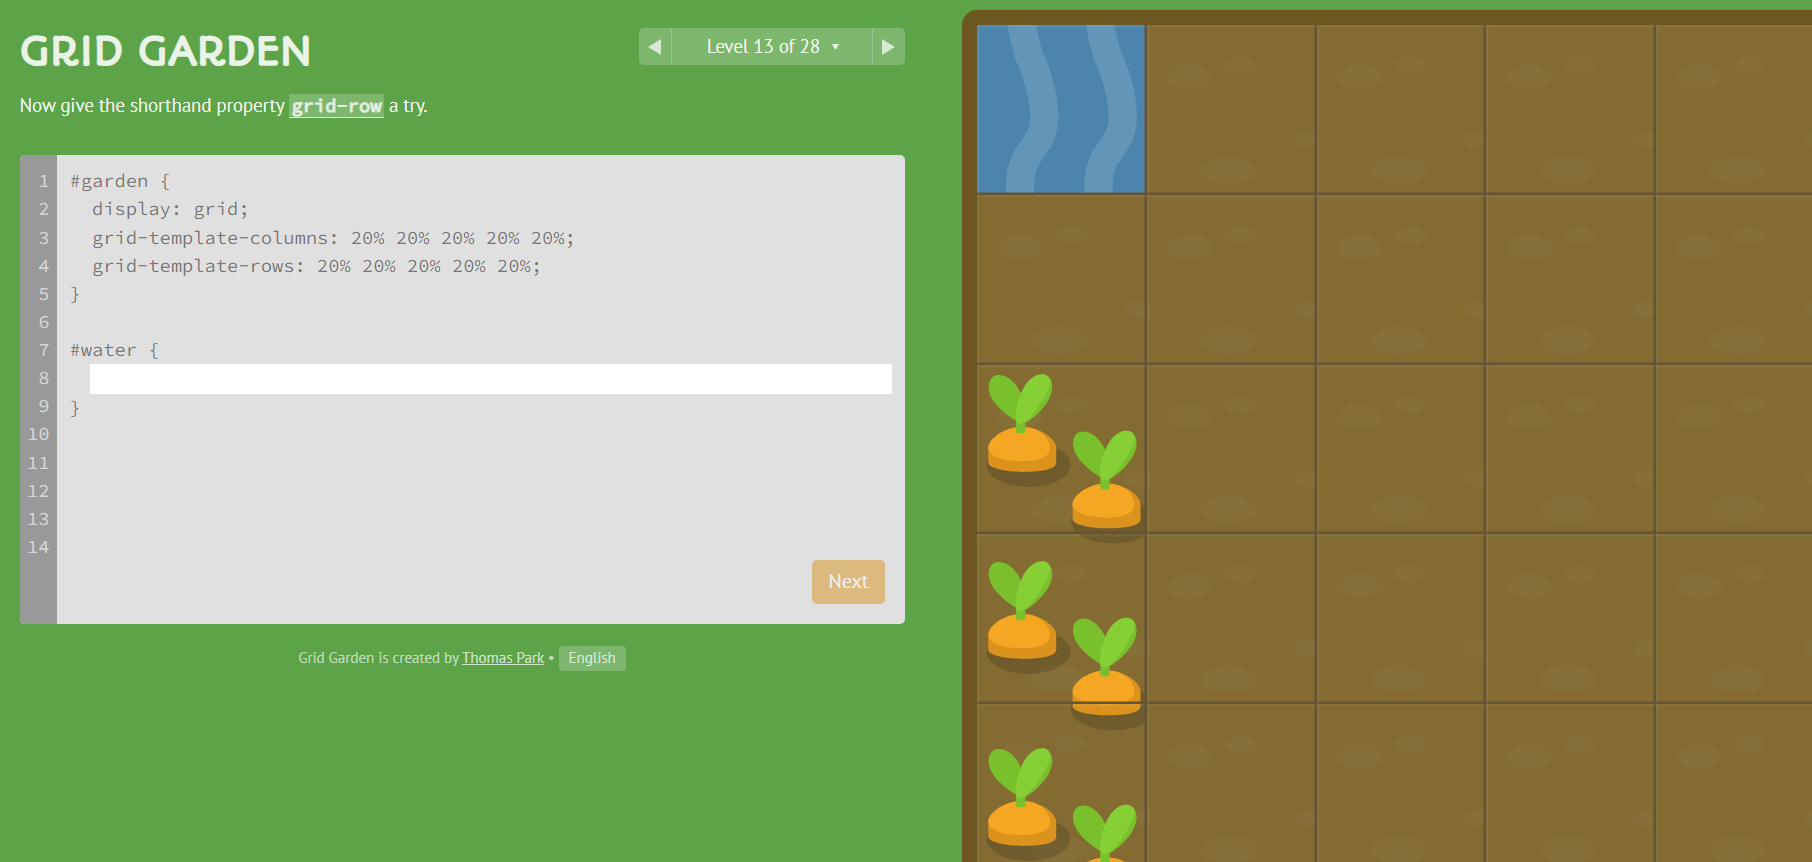 GRID GARDEN
◀ Level 13 of 28 ▼ ▶
Now give the shorthand property grid-row a try.
1 #garden {
2   display: grid;
3   grid-template-columns: 20% 20% 20% 20% 20%;
4   grid-template-rows: 20% 20% 20% 20% 20%;
5 }
6
7 #water {
8
9 }
10
11
12
13
14
Next
Grid Garden is created by Thomas Park • English